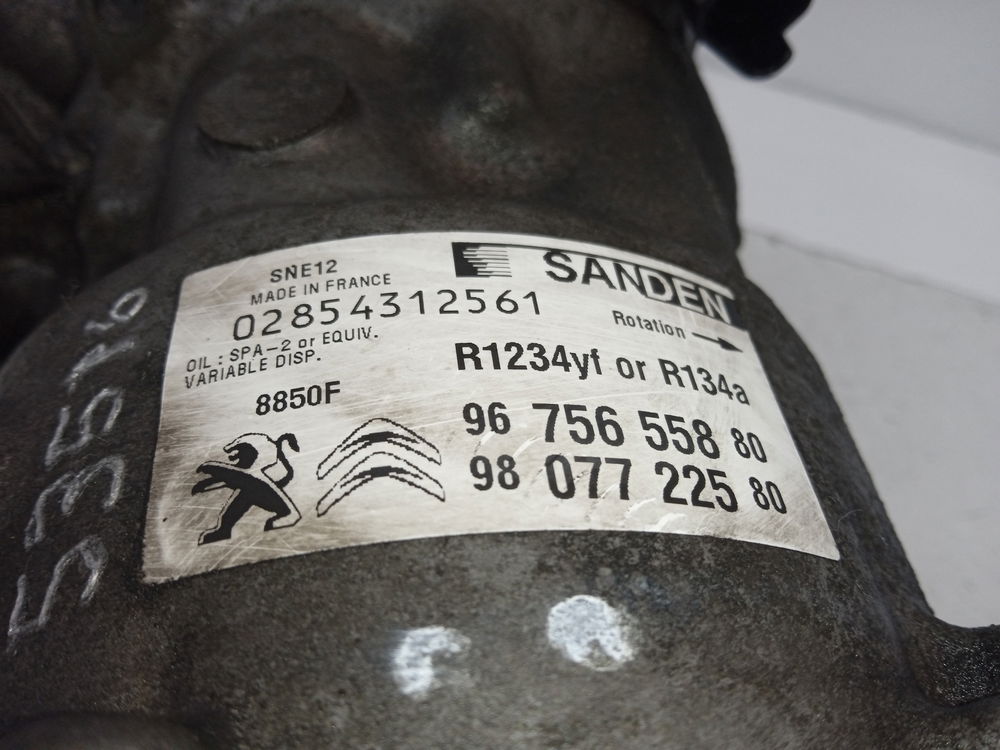 SNE12
MADE IN FRANCE
02854312561
OIL : SPA-2 or EQUIV.
VARIABLE DISP.
8850F
SANDEN
Rotation
R1234yf or R134a
96 756 558 80
98 077 225 80